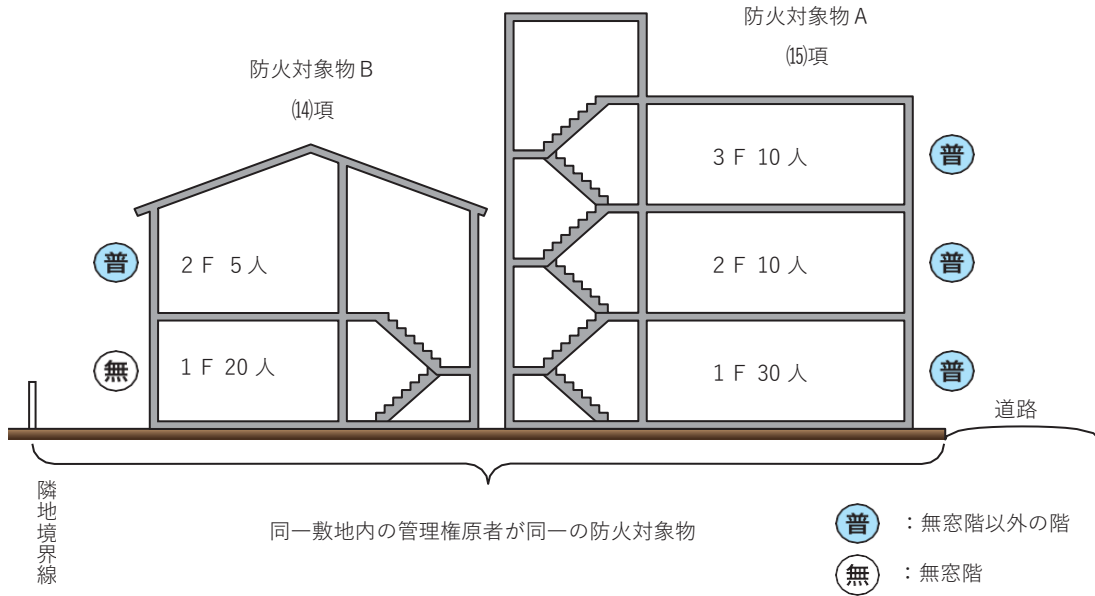 防火対象物A
⒂項
防火対象物B
⒁項
3F 10人
普
2F 10人
普
1F 30人
普
普
2F 5人
無
1F 20人
道路
隣地境界線
同一敷地内の管理権原者が同一の防火対象物
普：無窓階以外の階
無：無窓階